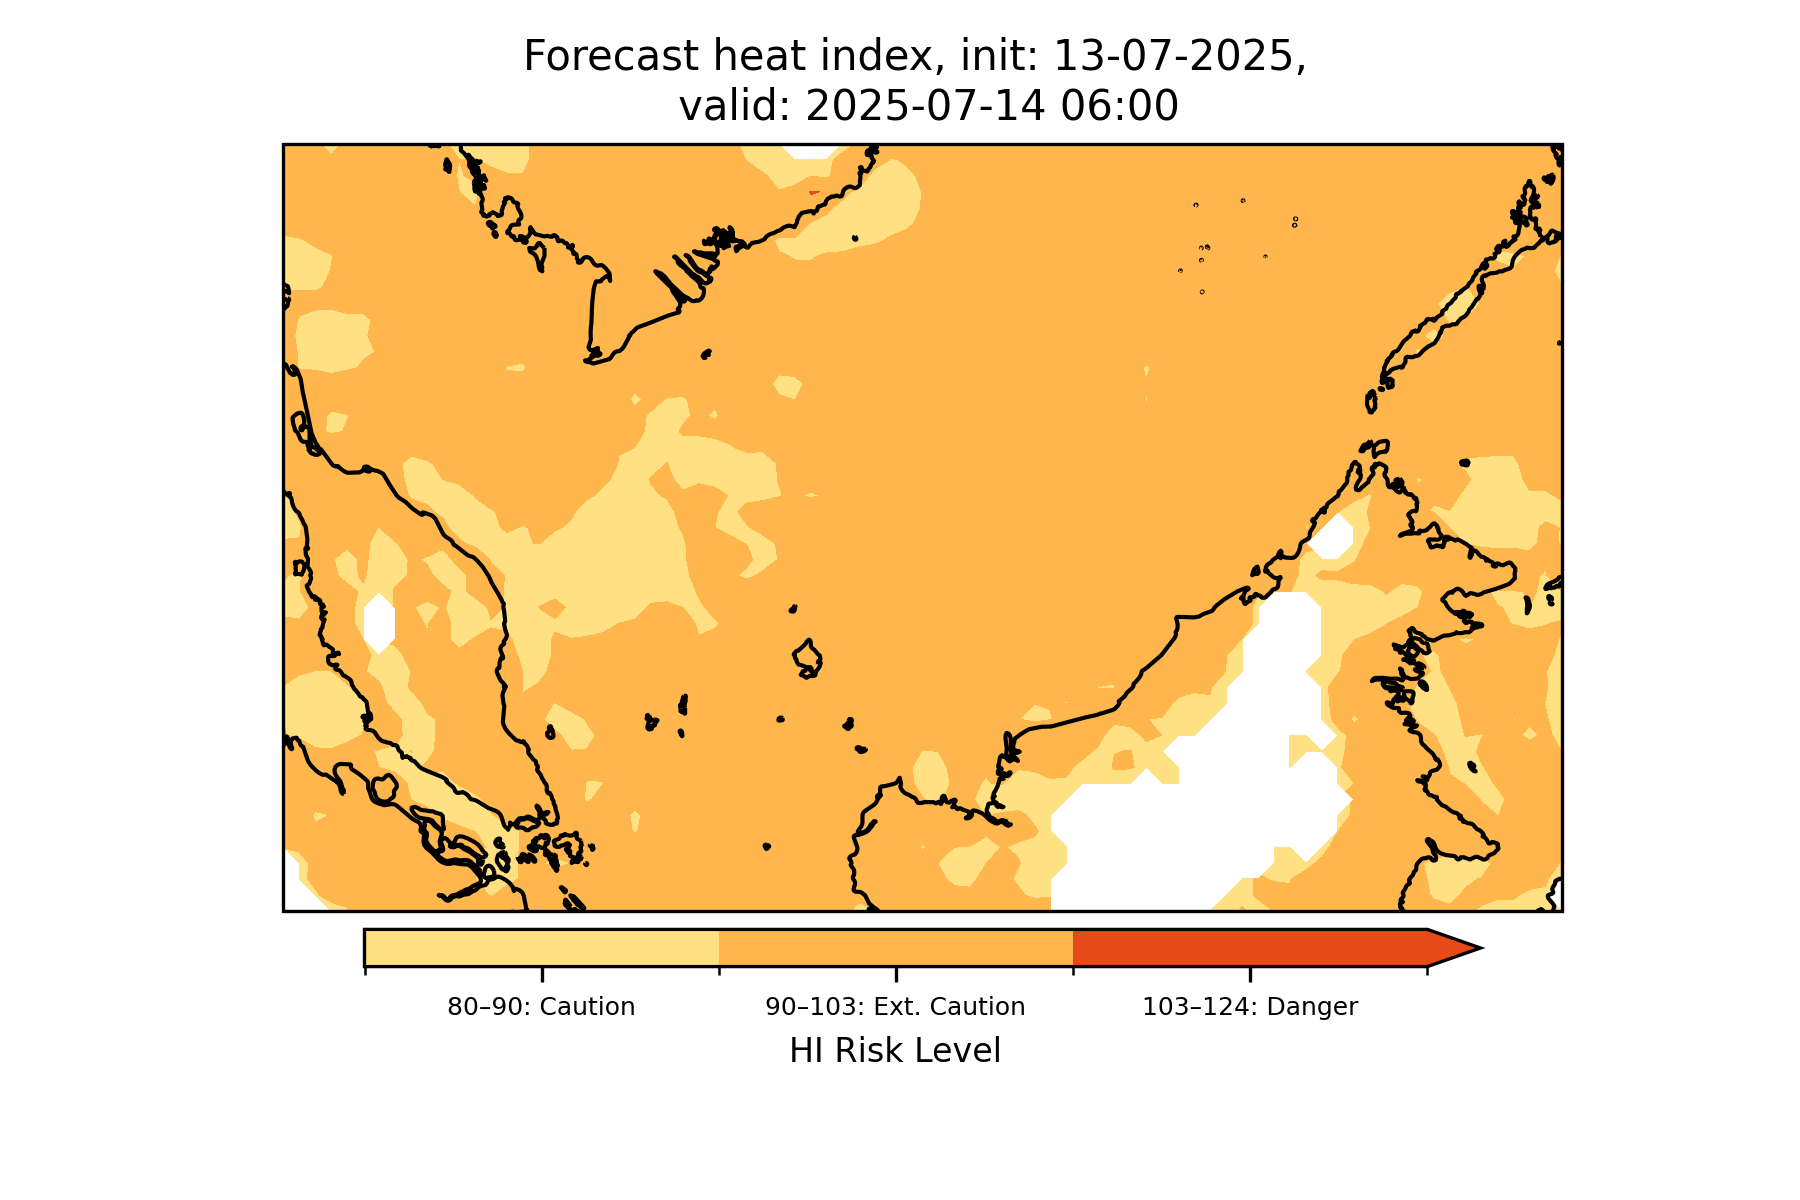 Forecast heat index, init: 13-07-2025,
valid: 2025-07-14 06:00
80–90: Caution
90–103: Ext. Caution
103–124: Danger
HI Risk Level